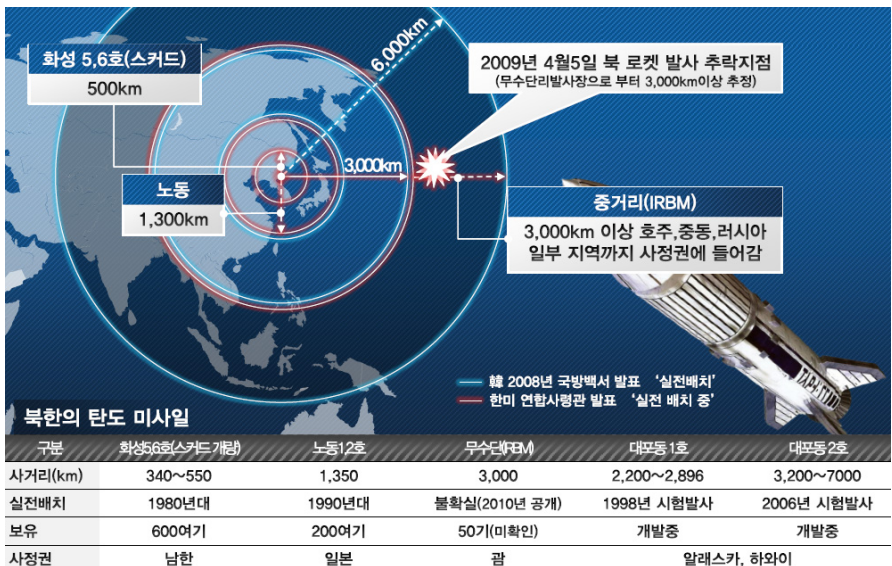 화성 5,6호(스커드)
500km
6,000km
2009년 4월5일 북 로켓 발사 추락지점
(무수단리발사장으로 부터 3,000km이상 추정)
3,000km
노동
1,300km
중거리(IRBM)
3,000km 이상 호주,중동,러시아
일부 지역까지 사정권에 들어감
韓 2008년 국방백서 발표 ‘실전배치’
한미 연합사령관 발표 ‘실전 배치 중’
북한의 탄도 미사일
구분 화성5,6호(스커드 개량) 노동1,2호 무수단(IRBM) 대포동 1호 대포동 2호
사거리(km) 340～550 1,350 3,000 2,200～2,896 3,200～7000
실전배치 1980년대 1990년대 불확실(2010년 공개) 1998년 시험발사 2006년 시험발사
보유 600여기 200여기 50기(미확인) 개발중 개발중
사정권 남한 일본 괌 알래스카, 하와이